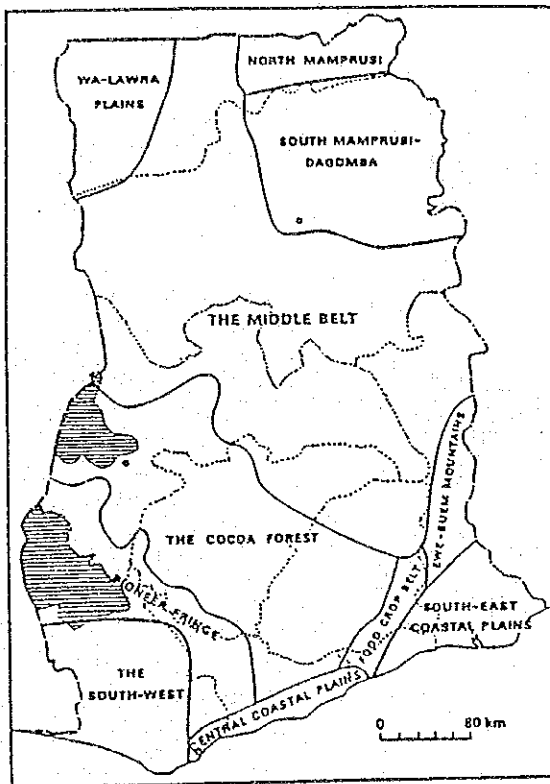 NORTH MAMPRUSI
WA-LAWRA
PLAINS
SOUTH MAMPRUSI-
DAGOMBA
THE MIDDLE BELT
EWE-BUEM MOUNTAINS
THE COCOA FOREST
PIONEER FRINGE
FOOD CROP BELT
SOUTH-EAST
COASTAL PLAINS
THE
SOUTH-WEST
CENTRAL COASTAL PLAINS
0 80 km